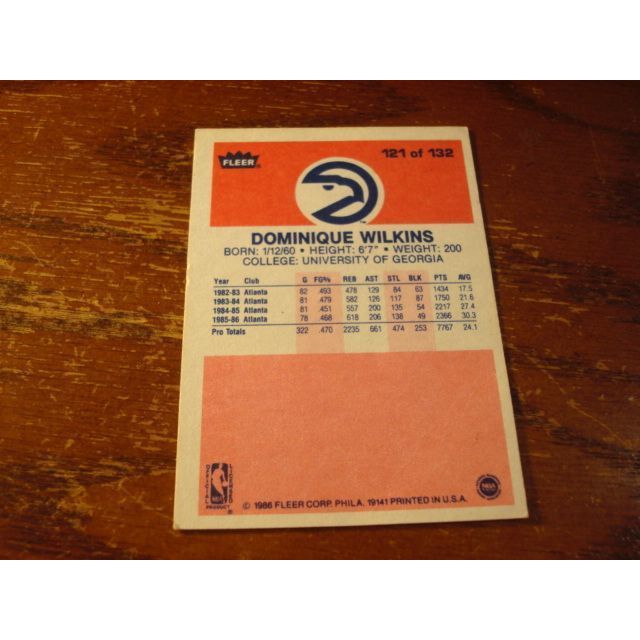 FLEER®
121 of 132
DOMINIQUE WILKINS
BORN: 1/12/60 • HEIGHT: 6'7" • WEIGHT: 200
COLLEGE: UNIVERSITY OF GEORGIA
Year Club G FG% REB AST STL BLK PTS AVG
1982-83 Atlanta 82 .493 478 129 84 63 1434 17.5
1983-84 Atlanta 81 .479 582 126 117 87 1750 21.6
1984-85 Atlanta 81 .451 557 200 135 54 2217 27.4
1985-86 Atlanta 78 .468 618 206 138 49 2366 30.3
Pro Totals 322 .470 2235 661 474 253 7767 24.1
OFFICIAL LICENSED
NBA
PRODUCT ®
© 1986 FLEER CORP. PHILA. 19141 PRINTED IN U.S.A.